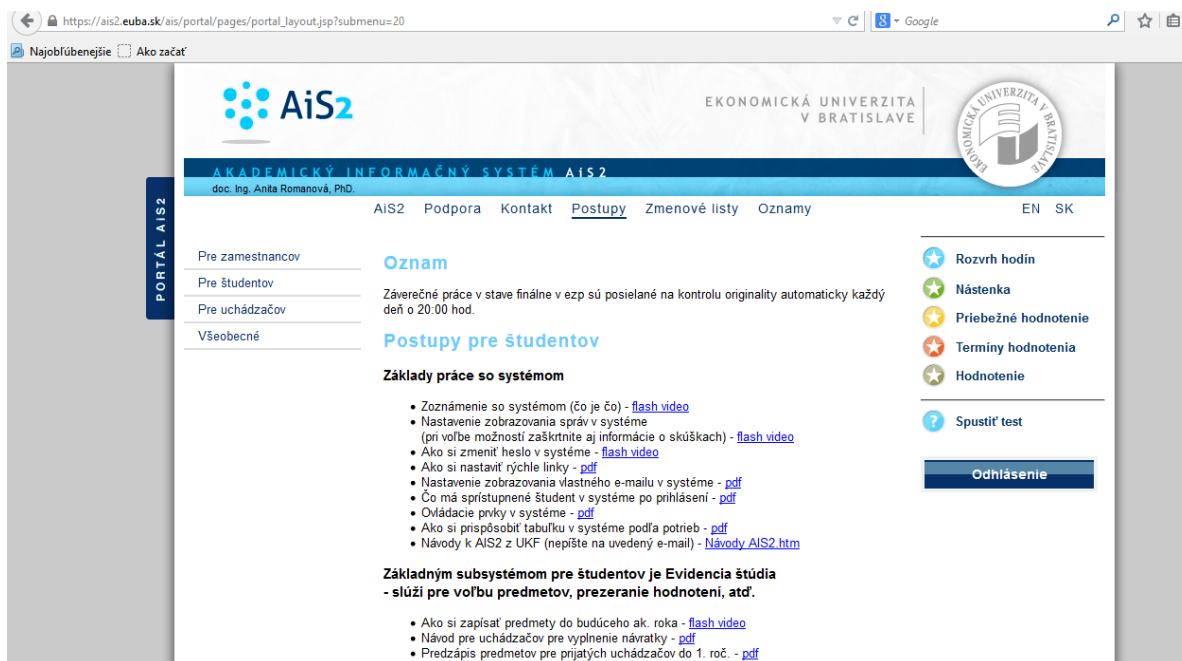 https://ais2.euba.sk/ais/portal/pages/portal_layout.jsp?submenu=20
8 Google
Najobľúbenejšie Ako začať
AiS2
EKONOMICKÁ UNIVERZITA
V BRATISLAVE
EKONOMICKÁ UNIVERZITA V BRATISLAVE
AKADEMICKÝ INFORMAČNÝ SYSTÉM AiS2
doc. Ing. Anita Romanová, PhD.
PORTÁL AIS2
AiS2 Podpora Kontakt Postupy Zmenové listy Oznamy EN SK
Pre zamestnancov
Pre študentov
Pre uchádzačov
Všeobecné
Oznam
Záverečné práce v stave finálne v ezp sú posielané na kontrolu originality automaticky každý
deň o 20:00 hod.
Postupy pre študentov
Základy práce so systémom
• Zoznámenie so systémom (čo je čo) - flash video
• Nastavenie zobrazovania správ v systéme
(pri voľbe možností zaškrtnite aj informácie o skúškach) - flash video
• Ako si zmeniť heslo v systéme - flash video
• Ako si nastaviť rýchle linky - pdf
• Nastavenie zobrazovania vlastného e-mailu v systéme - pdf
• Čo má sprístupnené študent v systéme po prihlásení - pdf
• Ovládacie prvky v systéme - pdf
• Ako si prispôsobiť tabuľku v systéme podľa potrieb - pdf
• Návody k AIS2 z UKF (nepíšte na uvedený e-mail) - Návody AIS2.htm
Základným subsystémom pre študentov je Evidencia štúdia
- slúži pre voľbu predmetov, prezeranie hodnotení, atď.
• Ako si zapísať predmety do budúceho ak. roka - flash video
• Návod pre uchádzačov pre vyplnenie návratky - pdf
• Predzápis predmetov pre prijatých uchádzačov do 1. roč. - pdf
Rozvrh hodín
Nástenka
Priebežné hodnotenie
Termíny hodnotenia
Hodnotenie
? Spustiť test
Odhlásenie